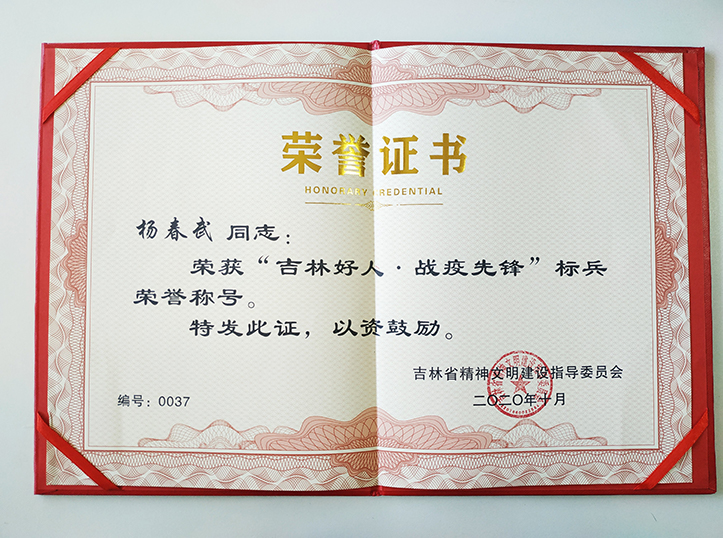 荣誉证书
HONORARY CREDENTIAL
杨春武 同志：
荣获“吉林好人·战疫先锋”标兵
荣誉称号。
特发此证，以资鼓励。
吉林省精神文明建设指导委员会
二〇二〇年十月
编号：0037